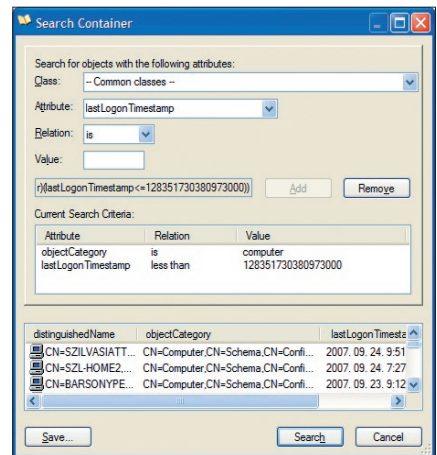 Search Container
Search for objects with the following attributes:
Class: -- Common classes --
Attribute: lastLogonTimestamp
Relation: is
Value:
r)(lastLogonTimestamp<=128351730380973000)) Add Remove
Current Search Criteria:
Attribute Relation Value
objectCategory is computer
lastLogonTimestamp less than 128351730380973000
distinguishedName objectCategory lastLogonTimesta
CN=SZILVASIATT... CN=Computer,CN=Schema,CN=Confi... 2007. 09. 24. 9:51
CN=SZL-HOME2,... CN=Computer,CN=Schema,CN=Confi... 2007. 09. 24. 7:27
CN=BARSONYPE... CN=Computer,CN=Schema,CN=Confi... 2007. 09. 23. 9:12
Save... Search Cancel